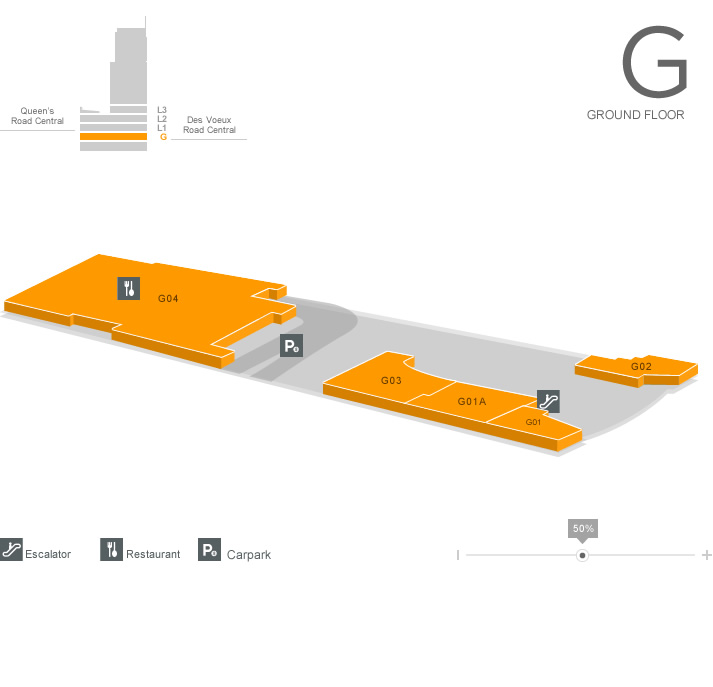 G
GROUND FLOOR
Queen's
Road Central
L3
L2
L1
G
Des Voeux
Road Central
G04
P
G03
G01A
G01
G02
50%
Escalator
Restaurant
P
Carpark